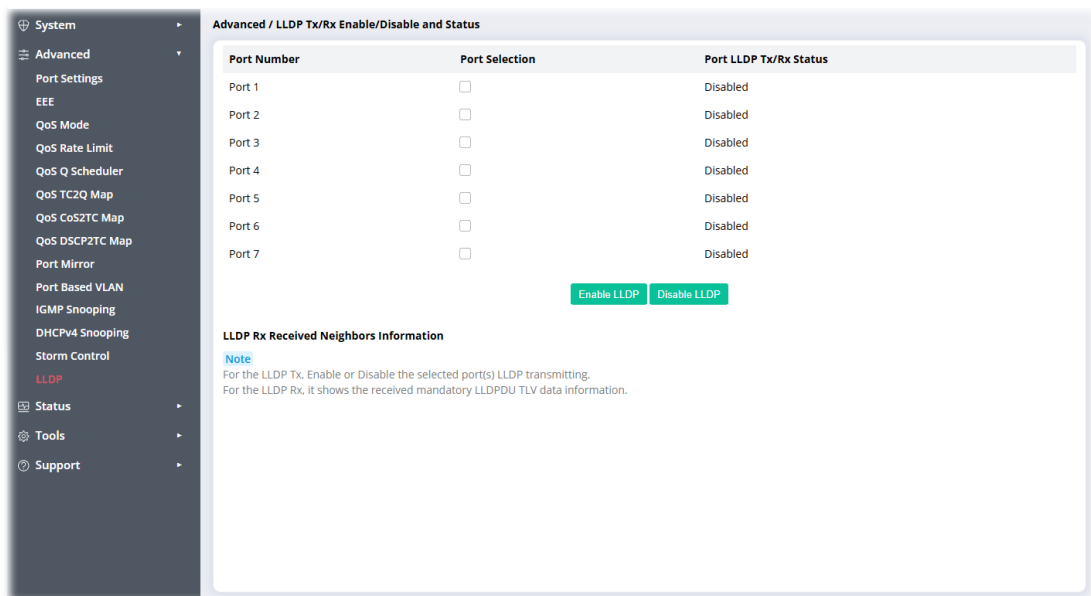 System
Advanced
Port Settings
EEE
QoS Mode
QoS Rate Limit
QoS Q Scheduler
QoS TC2Q Map
QoS CoS2TC Map
QoS DSCP2TC Map
Port Mirror
Port Based VLAN
IGMP Snooping
DHCPv4 Snooping
Storm Control
LLDP
Status
Tools
Support
Advanced / LLDP Tx/Rx Enable/Disable and Status
Port Number Port Selection Port LLDP Tx/Rx Status
Port 1 Disabled
Port 2 Disabled
Port 3 Disabled
Port 4 Disabled
Port 5 Disabled
Port 6 Disabled
Port 7 Disabled
Enable LLDP Disable LLDP
LLDP Rx Received Neighbors Information
Note
For the LLDP Tx, Enable or Disable the selected port(s) LLDP transmitting.
For the LLDP Rx, it shows the received mandatory LLDPDU TLV data information.